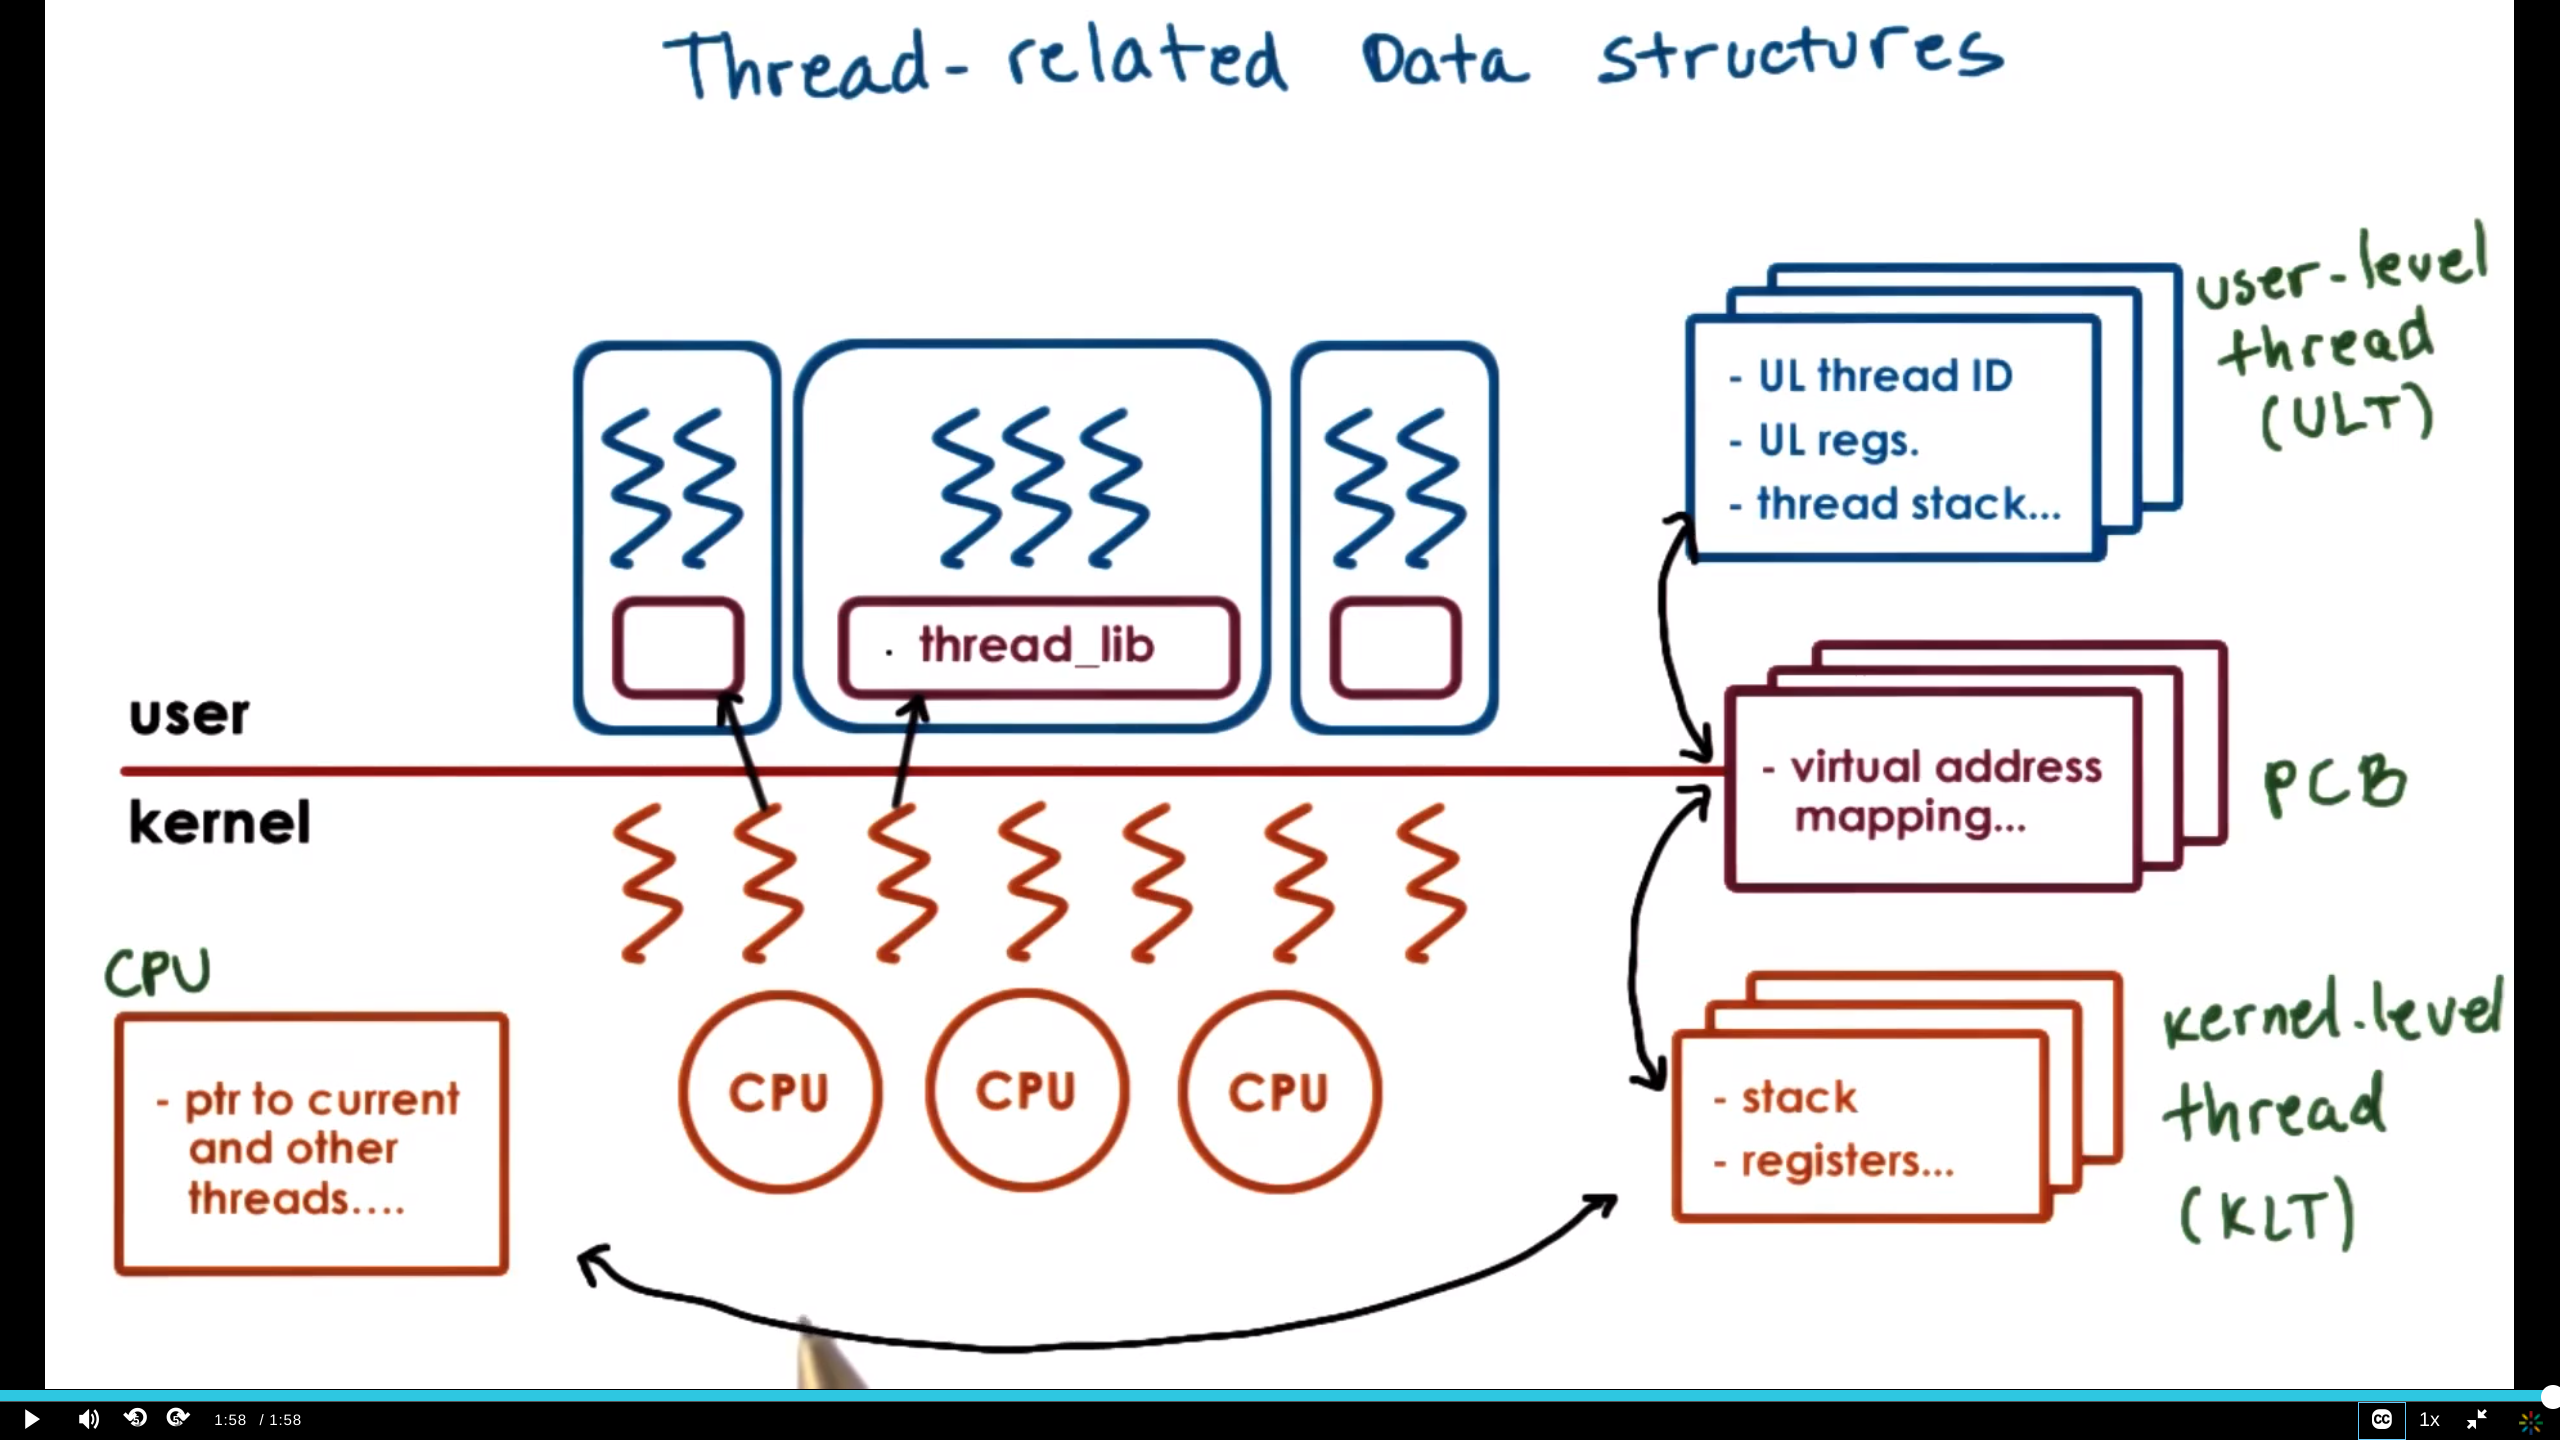 Thread-related Data structures
user-level
thread
(ULT)
- UL thread ID
- UL regs.
- thread stack...
. thread_lib
user
kernel
- virtual address
mapping...
PCB
CPU
- ptr to current
and other
threads....
CPU
CPU
CPU
- stack
- registers...
kernel-level
thread
(KLT)
1:58 / 1:58
CC
1x